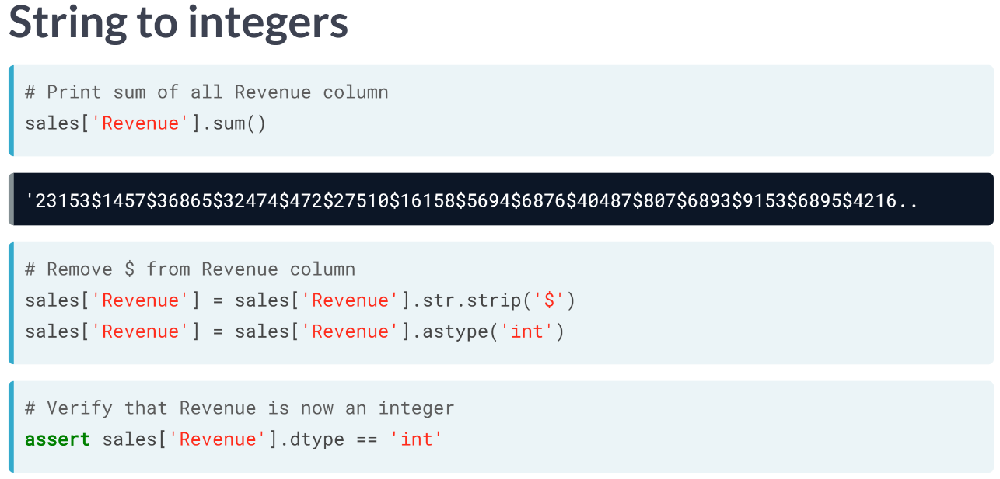 String to integers
# Print sum of all Revenue column
sales['Revenue'].sum()
'23153$1457$36865$32474$472$27510$16158$5694$6876$40487$807$6893$9153$6895$4216..
# Remove $ from Revenue column
sales['Revenue'] = sales['Revenue'].str.strip('$')
sales['Revenue'] = sales['Revenue'].astype('int')
# Verify that Revenue is now an integer
assert sales['Revenue'].dtype == 'int'